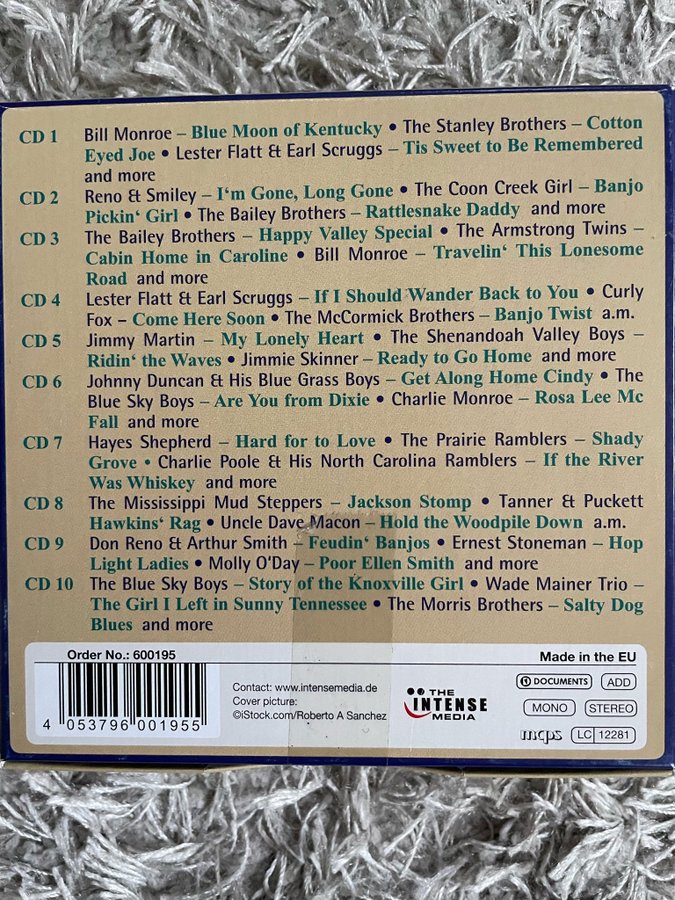 CD 1 Bill Monroe – Blue Moon of Kentucky • The Stanley Brothers – Cotton
Eyed Joe • Lester Flatt & Earl Scruggs – Tis Sweet to Be Remembered
and more
CD 2 Reno & Smiley – I‘m Gone, Long Gone • The Coon Creek Girl – Banjo
Pickin‘ Girl • The Bailey Brothers – Rattlesnake Daddy and more
CD 3 The Bailey Brothers – Happy Valley Special • The Armstrong Twins –
Cabin Home in Caroline • Bill Monroe – Travelin‘ This Lonesome
Road and more
CD 4 Lester Flatt & Earl Scruggs – If I Should Wander Back to You • Curly
Fox – Come Here Soon • The McCormick Brothers – Banjo Twist a.m.
CD 5 Jimmy Martin – My Lonely Heart • The Shenandoah Valley Boys –
Ridin‘ the Waves • Jimmie Skinner – Ready to Go Home and more
CD 6 Johnny Duncan & His Blue Grass Boys – Get Along Home Cindy • The
Blue Sky Boys – Are You from Dixie • Charlie Monroe – Rosa Lee Mc
Fall and more
CD 7 Hayes Shepherd – Hard for to Love • The Prairie Ramblers – Shady
Grove • Charlie Poole & His North Carolina Ramblers – If the River
Was Whiskey and more
CD 8 The Mississippi Mud Steppers – Jackson Stomp • Tanner & Puckett
Hawkins‘ Rag • Uncle Dave Macon – Hold the Woodpile Down a.m.
CD 9 Don Reno & Arthur Smith – Feudin‘ Banjos • Ernest Stoneman – Hop
Light Ladies • Molly O'Day – Poor Ellen Smith and more
CD 10 The Blue Sky Boys – Story of the Knoxville Girl • Wade Mainer Trio –
The Girl I Left in Sunny Tennessee • The Morris Brothers – Salty Dog
Blues and more
Order No.: 600195
4 053796 001955
Contact: www.intensemedia.de
Cover picture:
©iStock.com/Roberto A Sanchez
THE
INTENSE
MEDIA
Made in the EU
DOCUMENTS ADD
MONO STEREO
mcps LC 12281